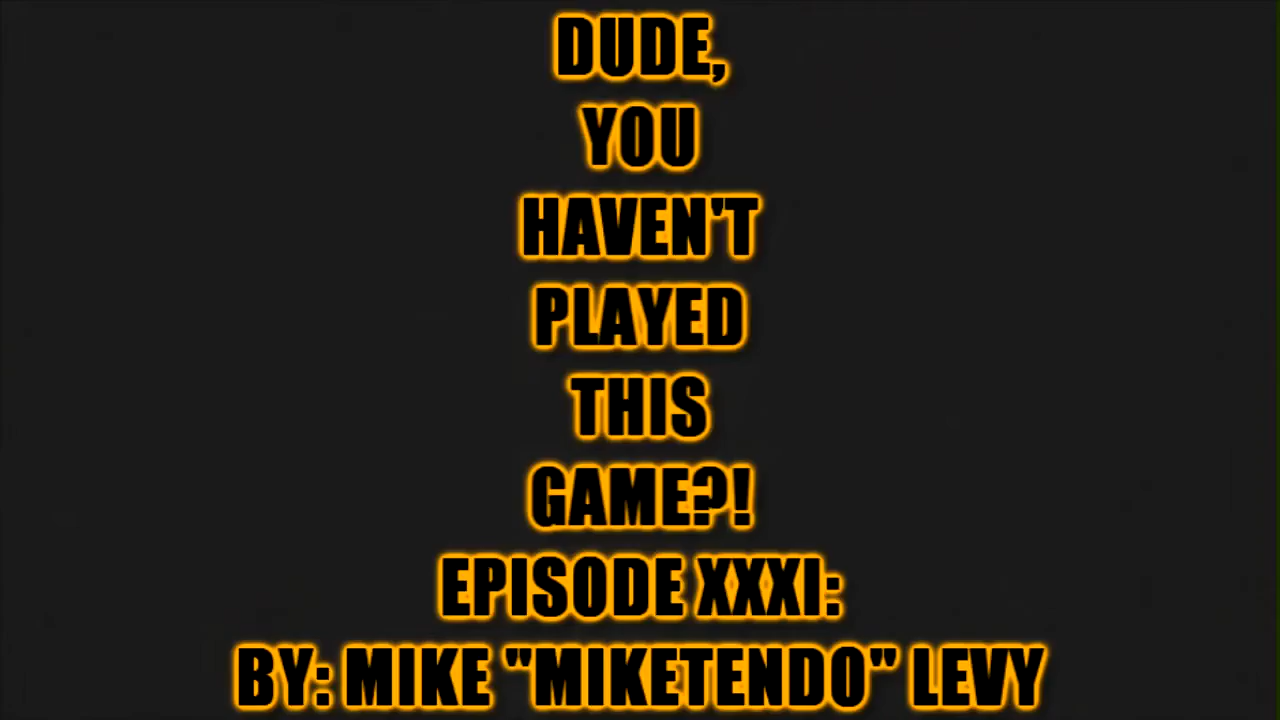 DUDE,
YOU
HAVEN'T
PLAYED
THIS
GAME?!
EPISODE XXXI:
BY: MIKE "MIKETENDO" LEVY